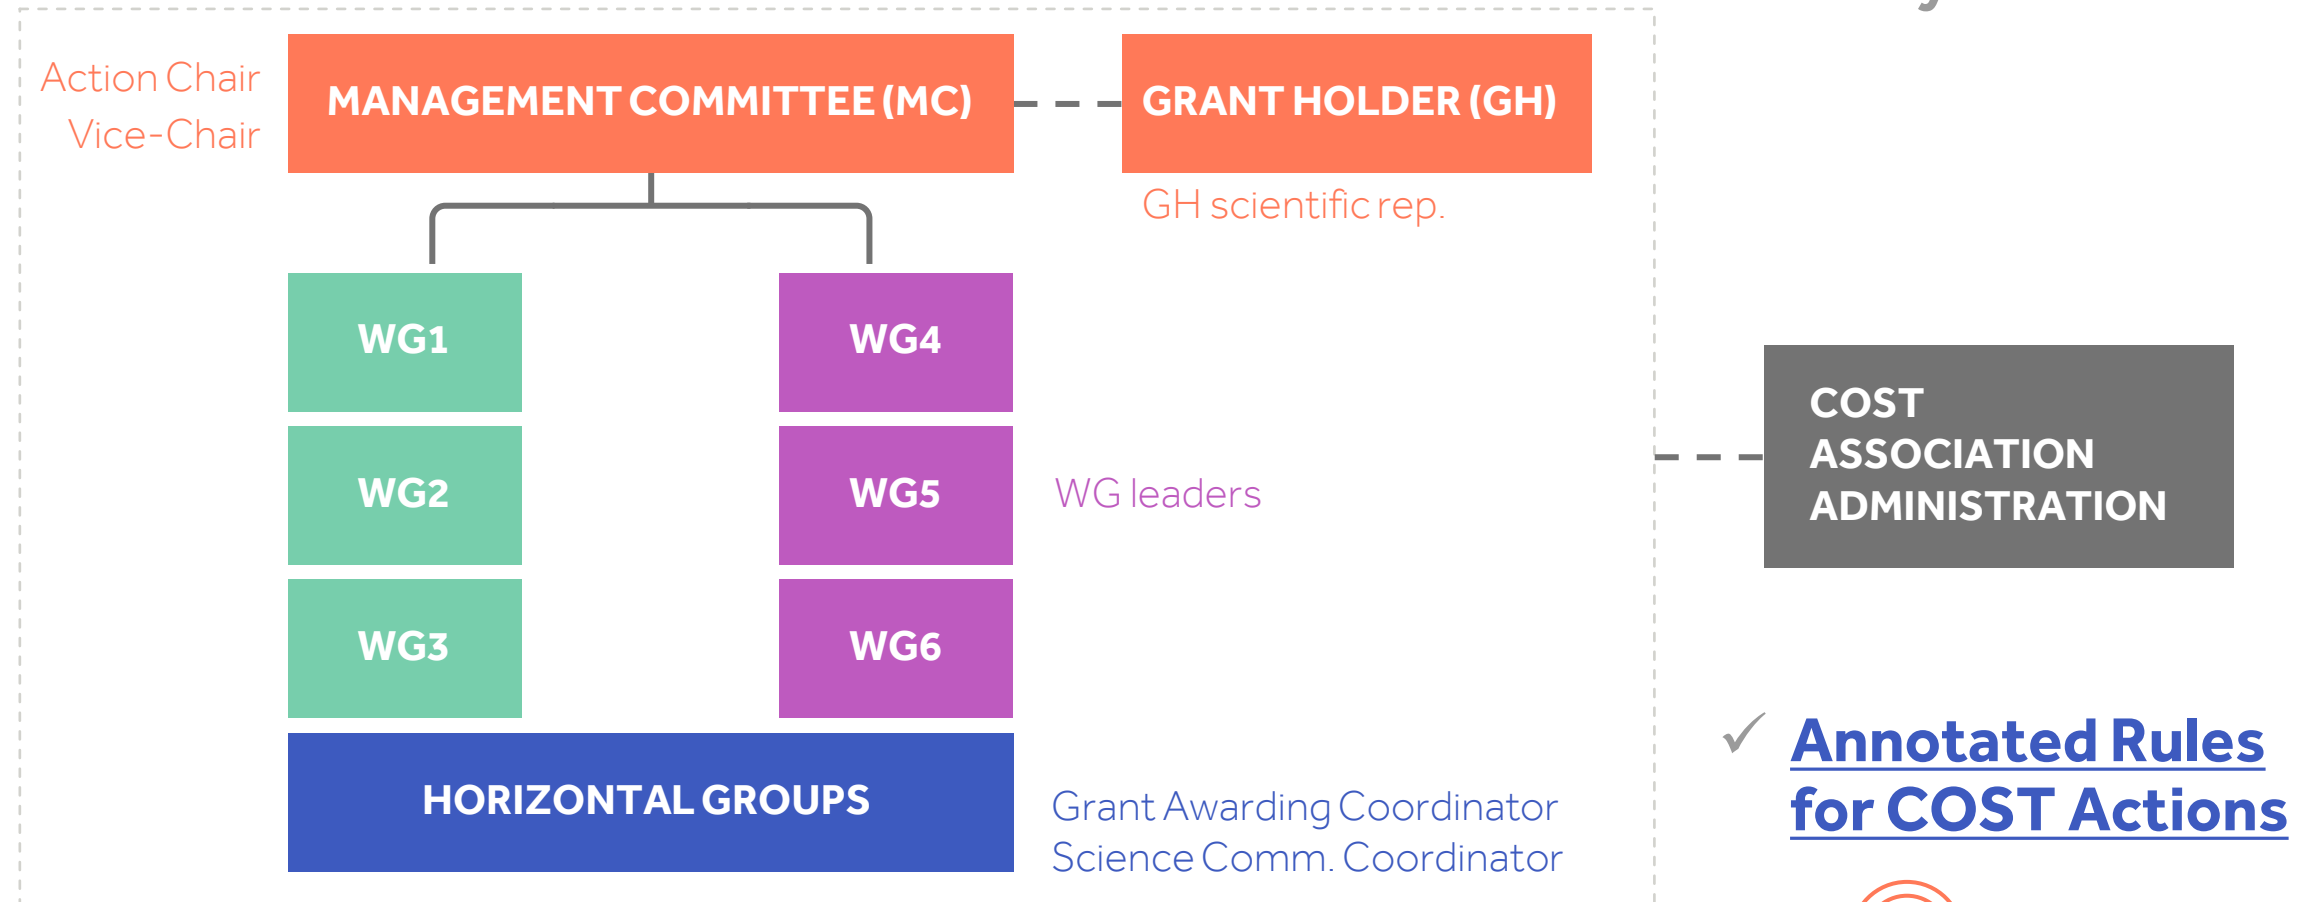 Action Chair
Vice-Chair
MANAGEMENT COMMITTEE (MC)
GRANT HOLDER (GH)
GH scientific rep.
WG1
WG4
WG2
WG5
WG leaders
WG3
WG6
HORIZONTAL GROUPS
Grant Awarding Coordinator
Science Comm. Coordinator
COST
ASSOCIATION
ADMINISTRATION
✓ Annotated Rules
for COST Actions